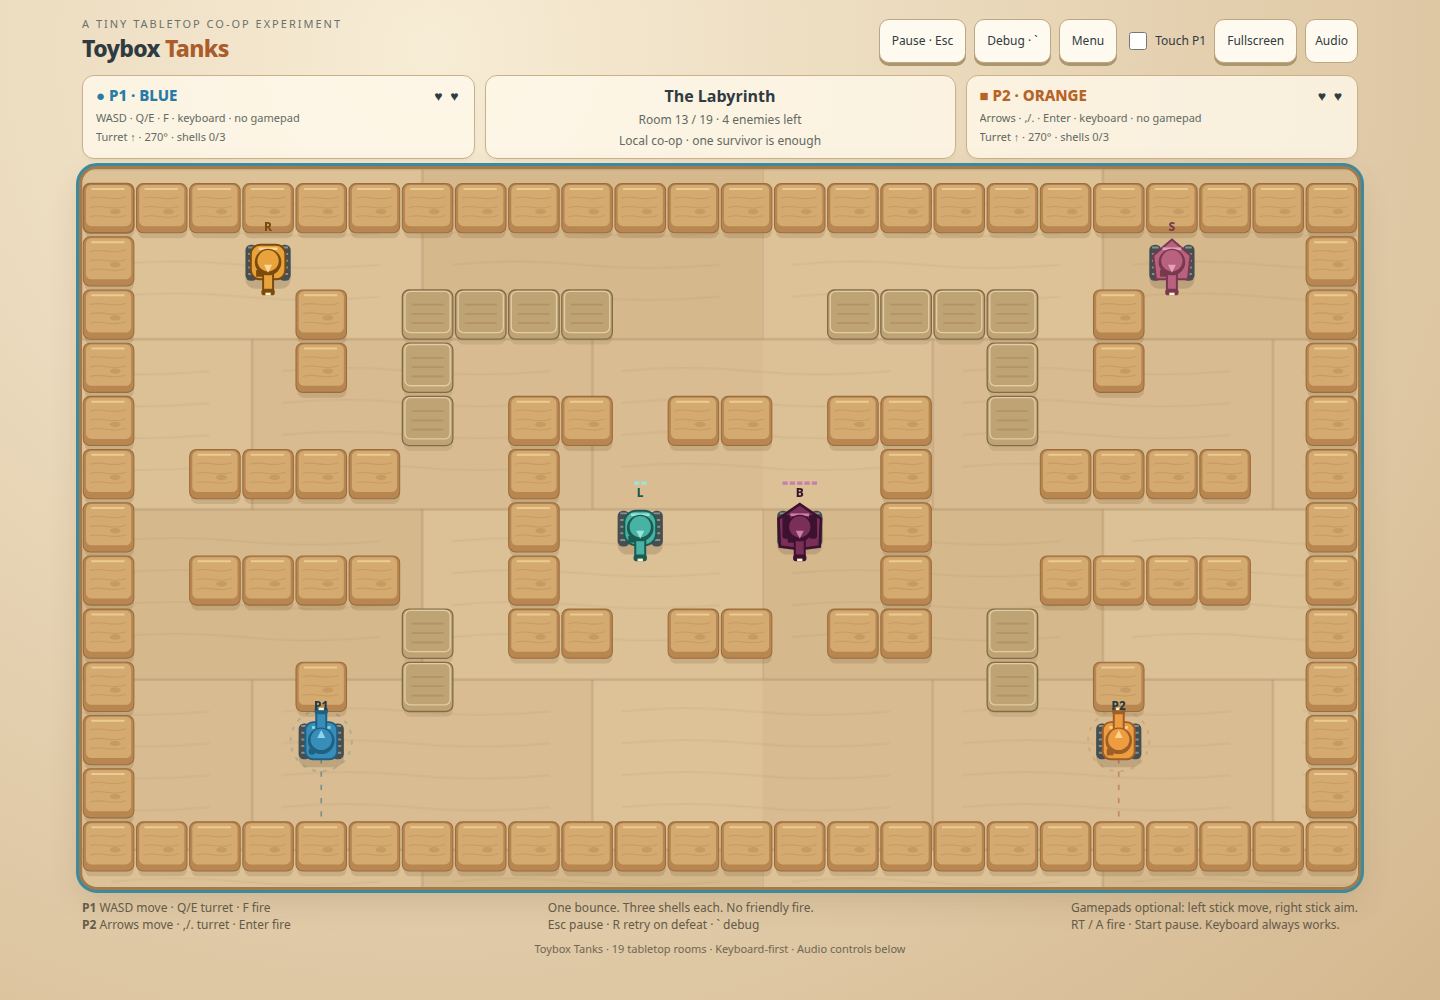 A TINY TABLETOP CO-OP EXPERIMENT
Toybox Tanks
Pause · Esc
Debug · `
Menu
Touch P1
Fullscreen
Audio
● P1 · BLUE
♥ ♥
WASD · Q/E · F · keyboard · no gamepad
Turret ↑ · 270° · shells 0/3
The Labyrinth
Room 13 / 19 · 4 enemies left
Local co-op · one survivor is enough
■ P2 · ORANGE
♥ ♥
Arrows · ,/. · Enter · keyboard · no gamepad
Turret ↑ · 270° · shells 0/3
R
S
L
B
P1
P2
P1 WASD move · Q/E turret · F fire
P2 Arrows move · ,/. turret · Enter fire
One bounce. Three shells each. No friendly fire.
Esc pause · R retry on defeat · ` debug
Gamepads optional: left stick move, right stick aim.
RT / A fire · Start pause. Keyboard always works.
Toybox Tanks · 19 tabletop rooms · Keyboard-first · Audio controls below